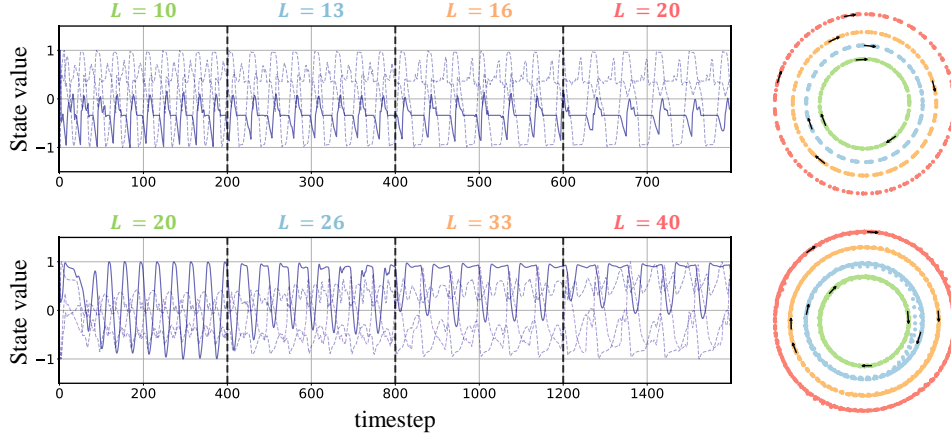 L = 10 L = 13 L = 16 L = 20
State value
1
0
−1
0 100 200 300 400 500 600 700
L = 20 L = 26 L = 33 L = 40
State value
1
0
−1
0 200 400 600 800 1000 1200 1400
timestep